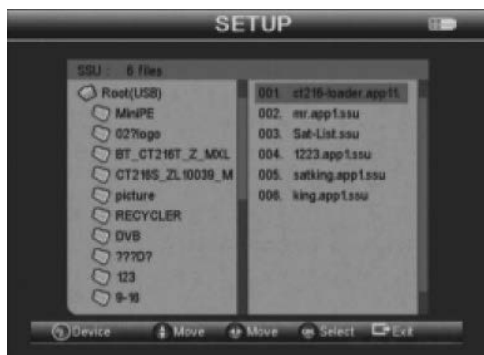 SETUP
SSU : 6 files
Root(USB)
MiniPE
02?logo
BT_CT216T_Z_MXL
CT216S_ZL10039_M
picture
RECYCLER
DVB
???D?
123
9-16
001. ct216-loader.app11.
002. mr.app1.ssu
003. Sat-List.ssu
004. 1223.app1.ssu
005. satking.app1.ssu
006. king.app1.ssu
Device Move Move Select Exit